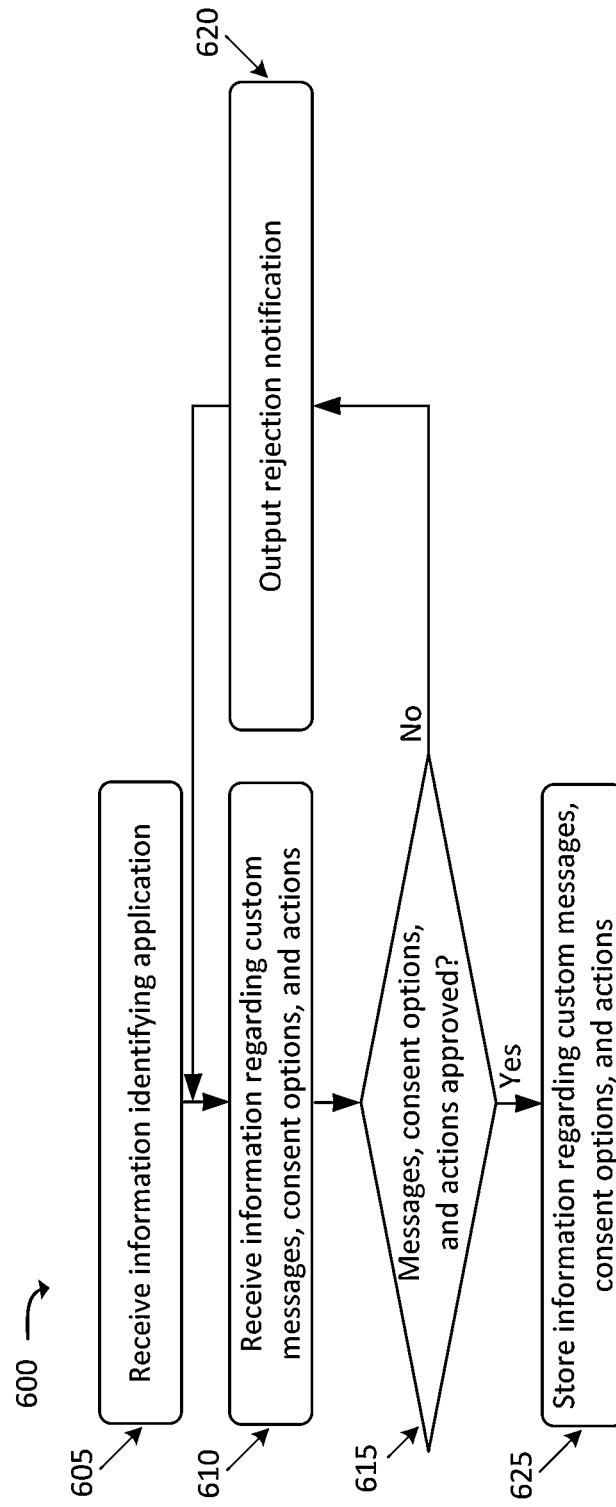 600
605
Receive information identifying application
610
Receive information regarding custom
messages, consent options, and actions
615
Messages, consent options,
and actions approved?
No
620
Output rejection notification
Yes
625
Store information regarding custom messages,
consent options, and actions